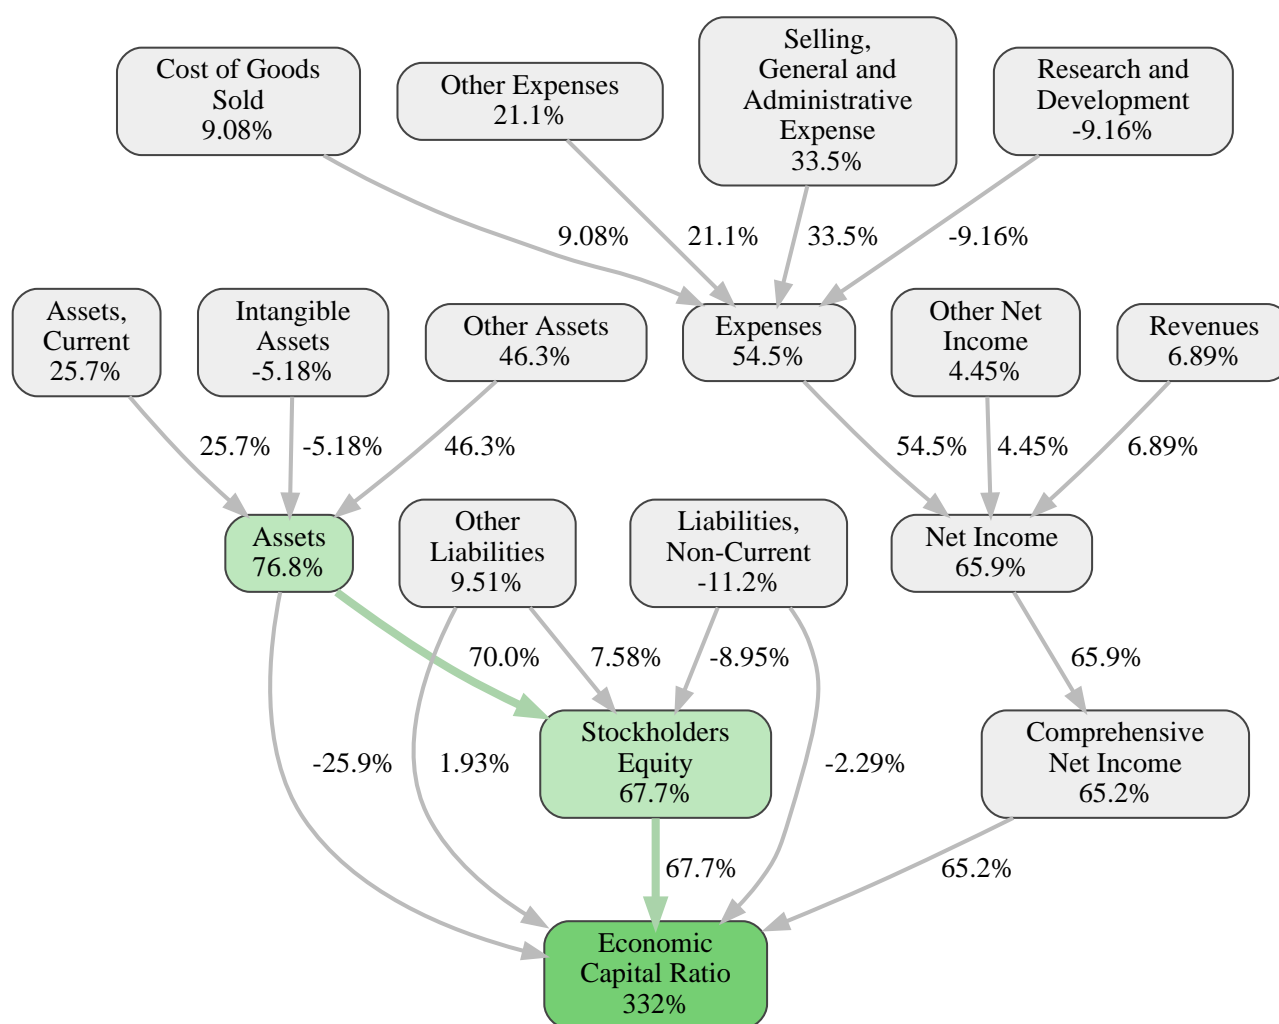 Cost of Goods
Sold
9.08%
Other Expenses
21.1%
Selling,
General and
Administrative
Expense
33.5%
Research and
Development
-9.16%
9.08%
21.1%
33.5%
-9.16%
Assets,
Current
25.7%
Intangible
Assets
-5.18%
Other Assets
46.3%
Expenses
54.5%
Other Net
Income
4.45%
Revenues
6.89%
25.7%
-5.18%
46.3%
54.5%
4.45%
6.89%
Assets
76.8%
Other
Liabilities
9.51%
Liabilities,
Non-Current
-11.2%
Net Income
65.9%
70.0%
7.58%
-8.95%
65.9%
-25.9%
1.93%
Stockholders
Equity
67.7%
-2.29%
Comprehensive
Net Income
65.2%
67.7%
65.2%
Economic
Capital Ratio
332%